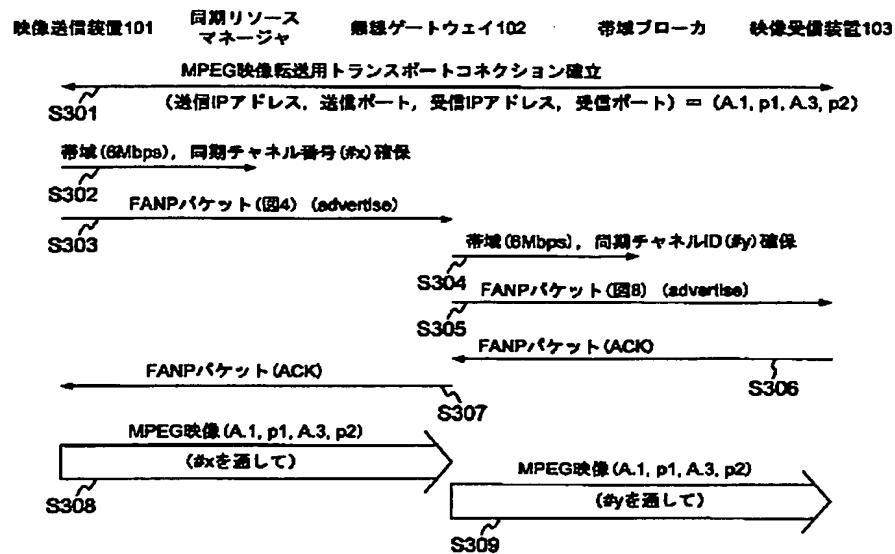 映像送信装置101
同期リソース
マネージャ
無線ゲートウェイ102
帯域ブローカ
映像受信装置103
MPEG映像転送用トランスポートコネクション確立
S301
(送信IPアドレス,送信ポート,受信IPアドレス,受信ポート) = (A.1, p1, A.3, p2)
帯域(6Mbps),同期チャネル番号(#x)確保
S302
FANPパケット(図4) (advertise)
S303
帯域(6Mbps),同期チャネルID(#y)確保
S304
FANPパケット(図8) (advertise)
S305
FANPパケット(ACK)
S306
FANPパケット(ACK)
S307
MPEG映像(A.1, p1, A.3, p2)
(#xを通して)
S308
MPEG映像(A.1, p1, A.3, p2)
(#yを通して)
S309